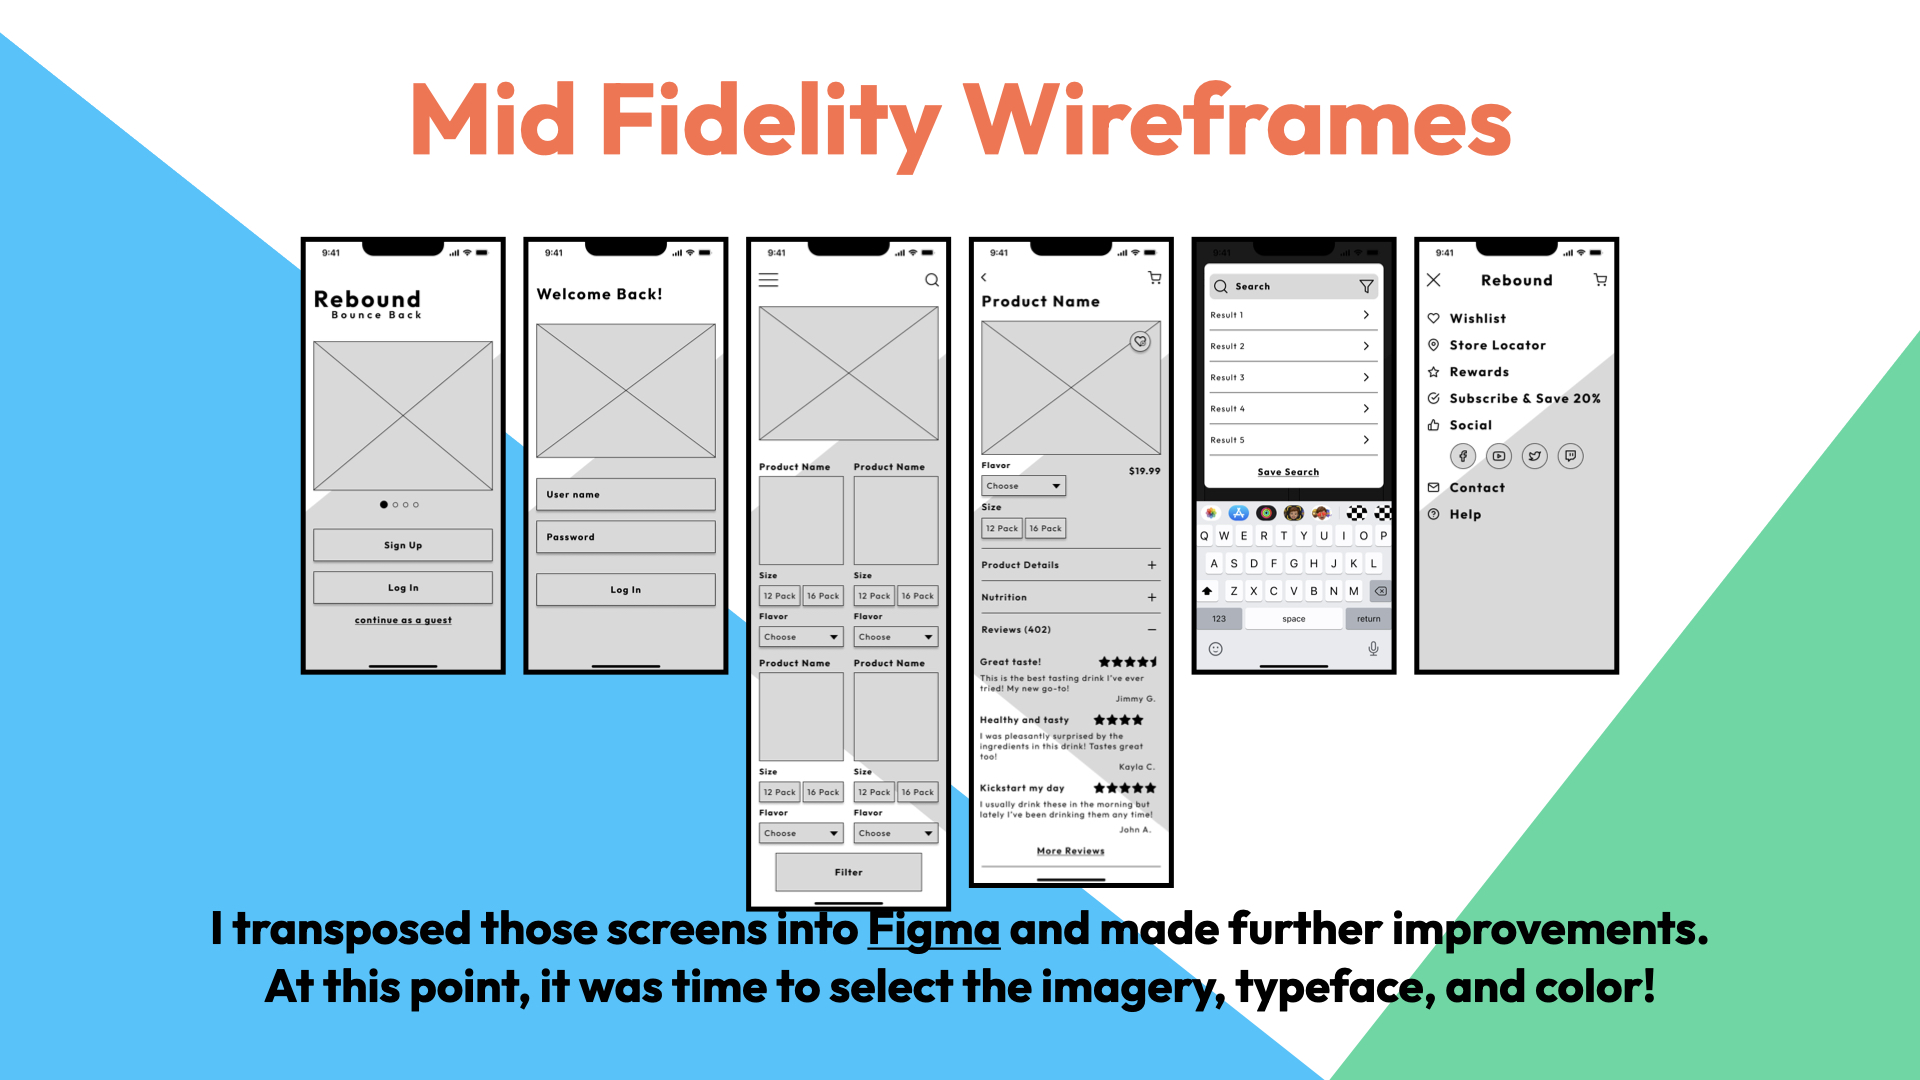 Mid Fidelity Wireframes
9:41
Rebound
Bounce Back
Sign Up
Log In
continue as a guest
9:41
Welcome Back!
User name
Password
Log In
9:41
Product Name Product Name
Size Size
12 Pack 16 Pack 12 Pack 16 Pack
Flavor Flavor
Choose Choose
Product Name Product Name
Size Size
12 Pack 16 Pack 12 Pack 16 Pack
Flavor Flavor
Choose Choose
Filter
9:41
Product Name
Flavor
$19.99
Choose
Size
12 Pack 16 Pack
Product Details +
Nutrition +
Reviews (402) −
Great taste!
This is the best tasting drink I've ever
tried! My new go-to!
Jimmy G.
Healthy and tasty
I was pleasantly surprised by the
ingredients in this drink! Tastes great
too!
Kayla C.
Kickstart my day
I usually drink these in the morning but
lately I've been drinking them any time!
John A.
More Reviews
9:41
Search
Result 1
Result 2
Result 3
Result 4
Result 5
Save Search
Q W E R T Y U I O P
A S D F G H J K L
Z X C V B N M
123 space return
9:41
Rebound
Wishlist
Store Locator
Rewards
Subscribe & Save 20%
Social
Contact
Help
I transposed those screens into Figma and made further improvements.
At this point, it was time to select the imagery, typeface, and color!